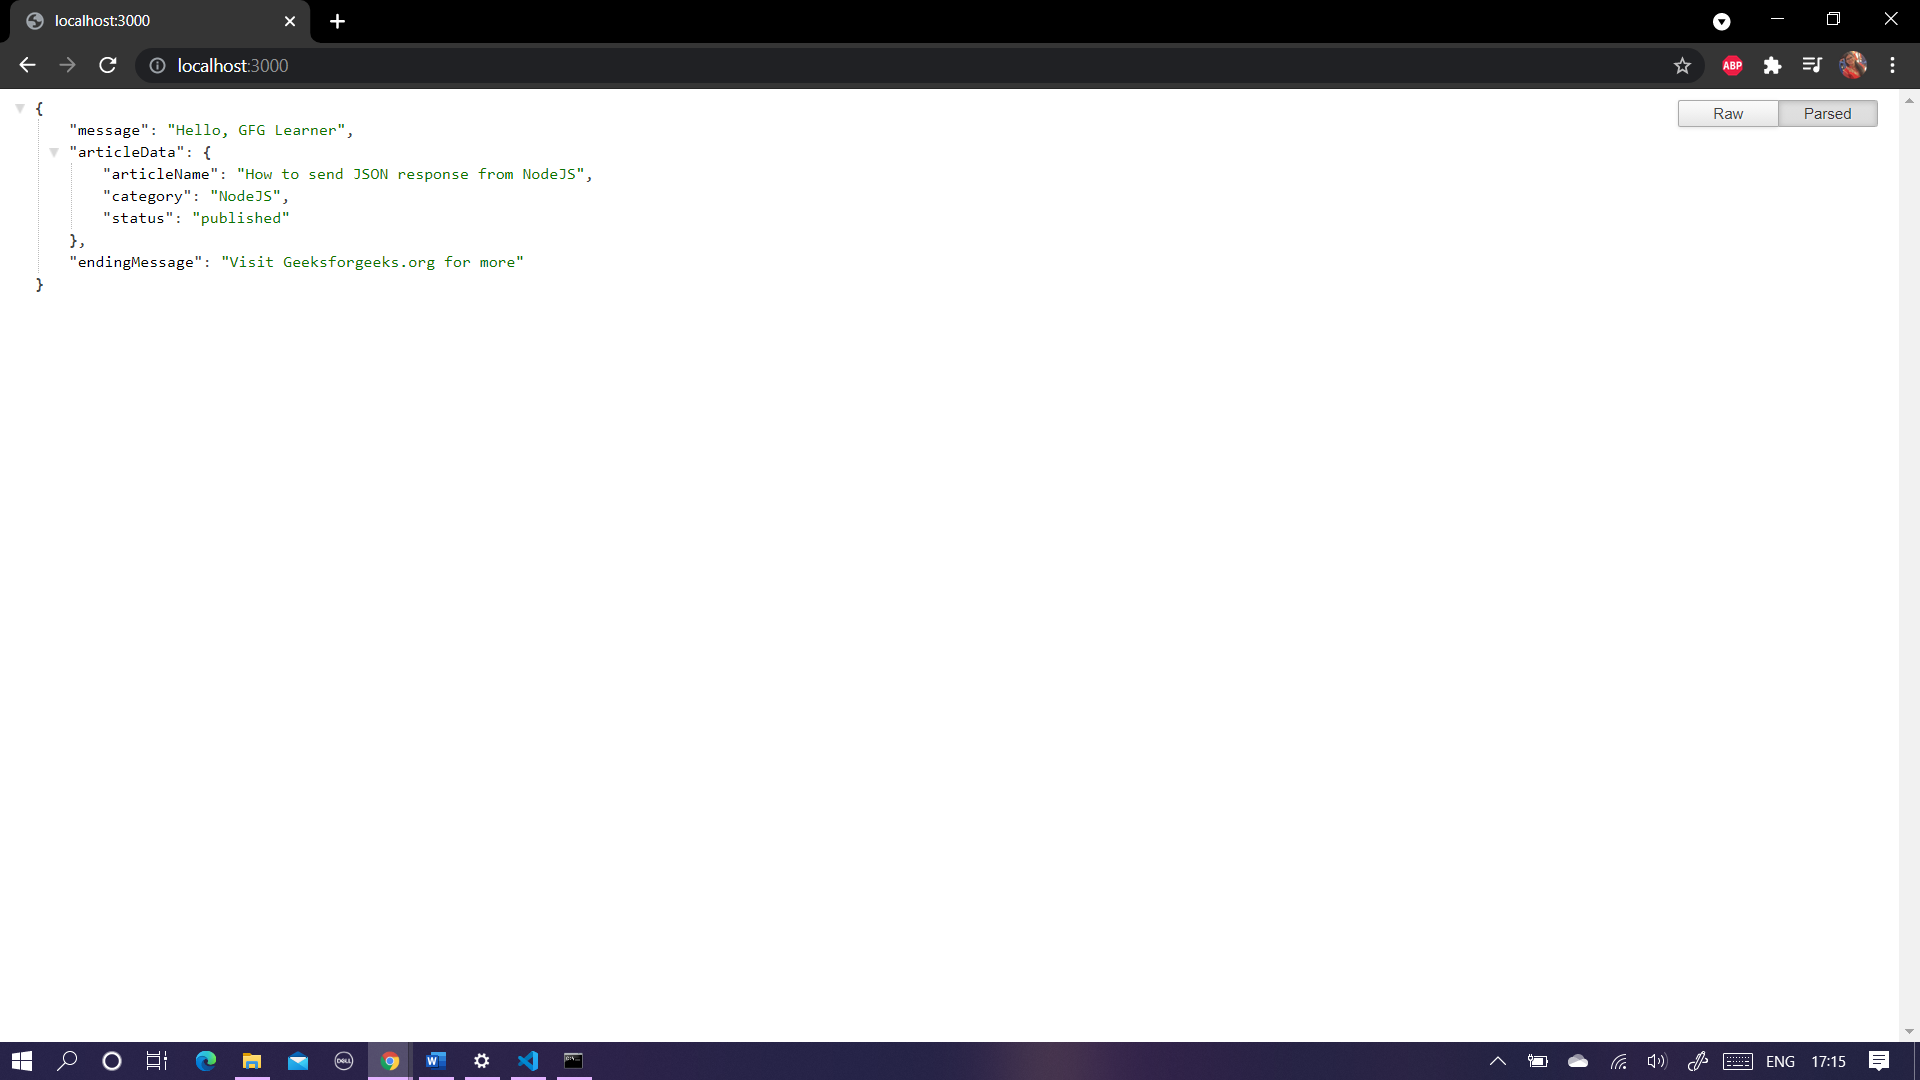 localhost:3000
localhost:3000
ABP
Raw
Parsed
{
"message": "Hello, GFG Learner",
"articleData": {
"articleName": "How to send JSON response from NodeJS",
"category": "NodeJS",
"status": "published"
},
"endingMessage": "Visit Geeksforgeeks.org for more"
}
DELL
W
ENG
17:15